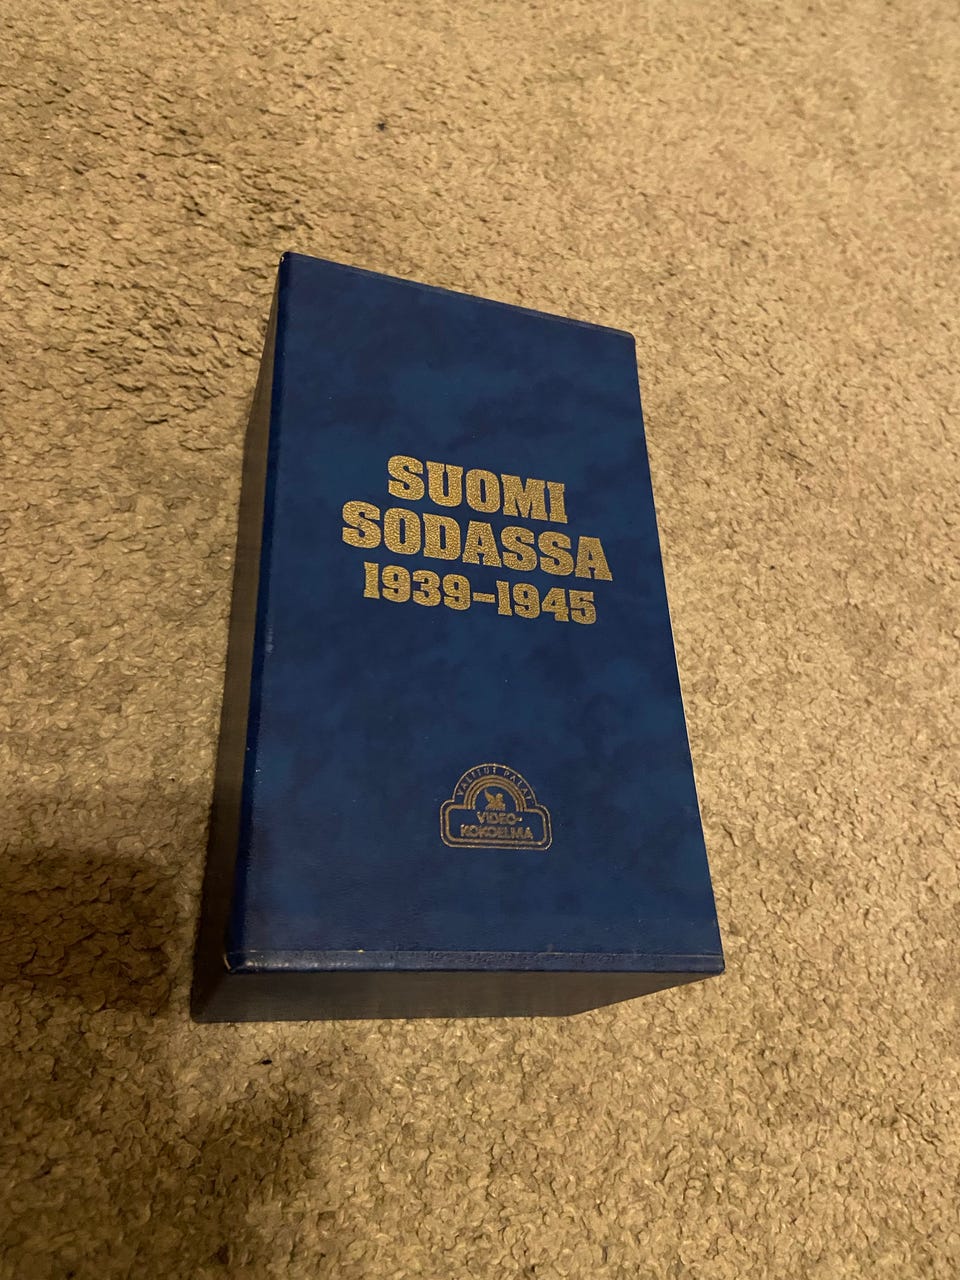 SUOMI
SODASSA
1939–1945
VALITUT PALAT
VIDEO-
KOKOELMA